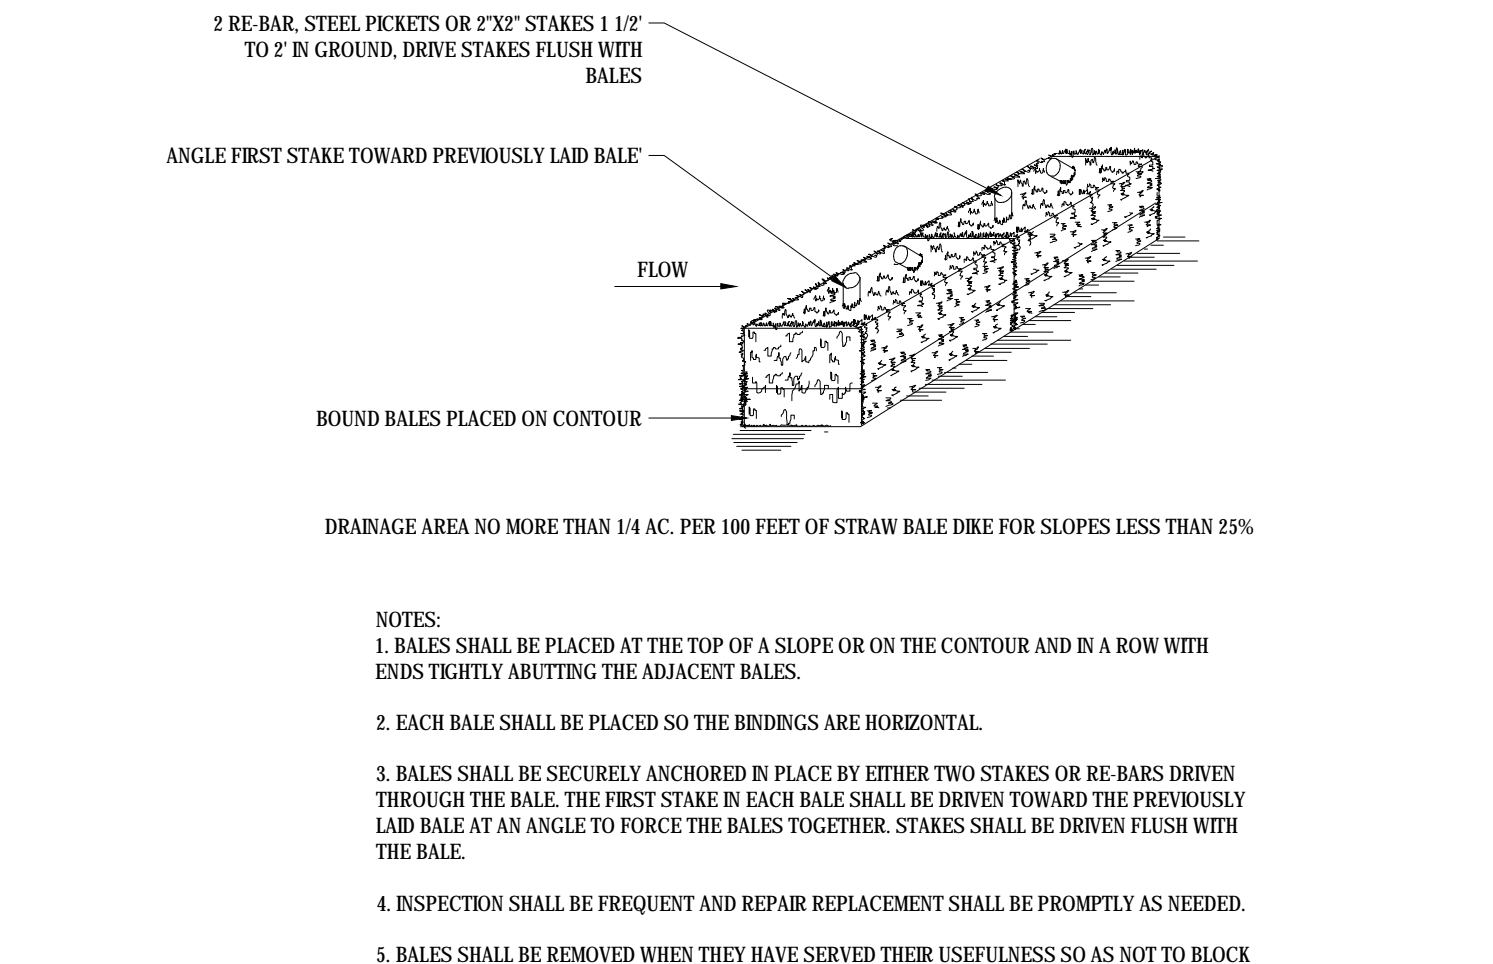 2 RE-BAR, STEEL PICKETS OR 2"X2" STAKES 1 1/2'
TO 2' IN GROUND, DRIVE STAKES FLUSH WITH
BALES
ANGLE FIRST STAKE TOWARD PREVIOUSLY LAID BALE'
FLOW
BOUND BALES PLACED ON CONTOUR
DRAINAGE AREA NO MORE THAN 1/4 AC. PER 100 FEET OF STRAW BALE DIKE FOR SLOPES LESS THAN 25%
NOTES:
1. BALES SHALL BE PLACED AT THE TOP OF A SLOPE OR ON THE CONTOUR AND IN A ROW WITH
ENDS TIGHTLY ABUTTING THE ADJACENT BALES.
2. EACH BALE SHALL BE PLACED SO THE BINDINGS ARE HORIZONTAL.
3. BALES SHALL BE SECURELY ANCHORED IN PLACE BY EITHER TWO STAKES OR RE-BARS DRIVEN
THROUGH THE BALE. THE FIRST STAKE IN EACH BALE SHALL BE DRIVEN TOWARD THE PREVIOUSLY
LAID BALE AT AN ANGLE TO FORCE THE BALES TOGETHER. STAKES SHALL BE DRIVEN FLUSH WITH
THE BALE.
4. INSPECTION SHALL BE FREQUENT AND REPAIR REPLACEMENT SHALL BE PROMPTLY AS NEEDED.
5. BALES SHALL BE REMOVED WHEN THEY HAVE SERVED THEIR USEFULNESS SO AS NOT TO BLOCK